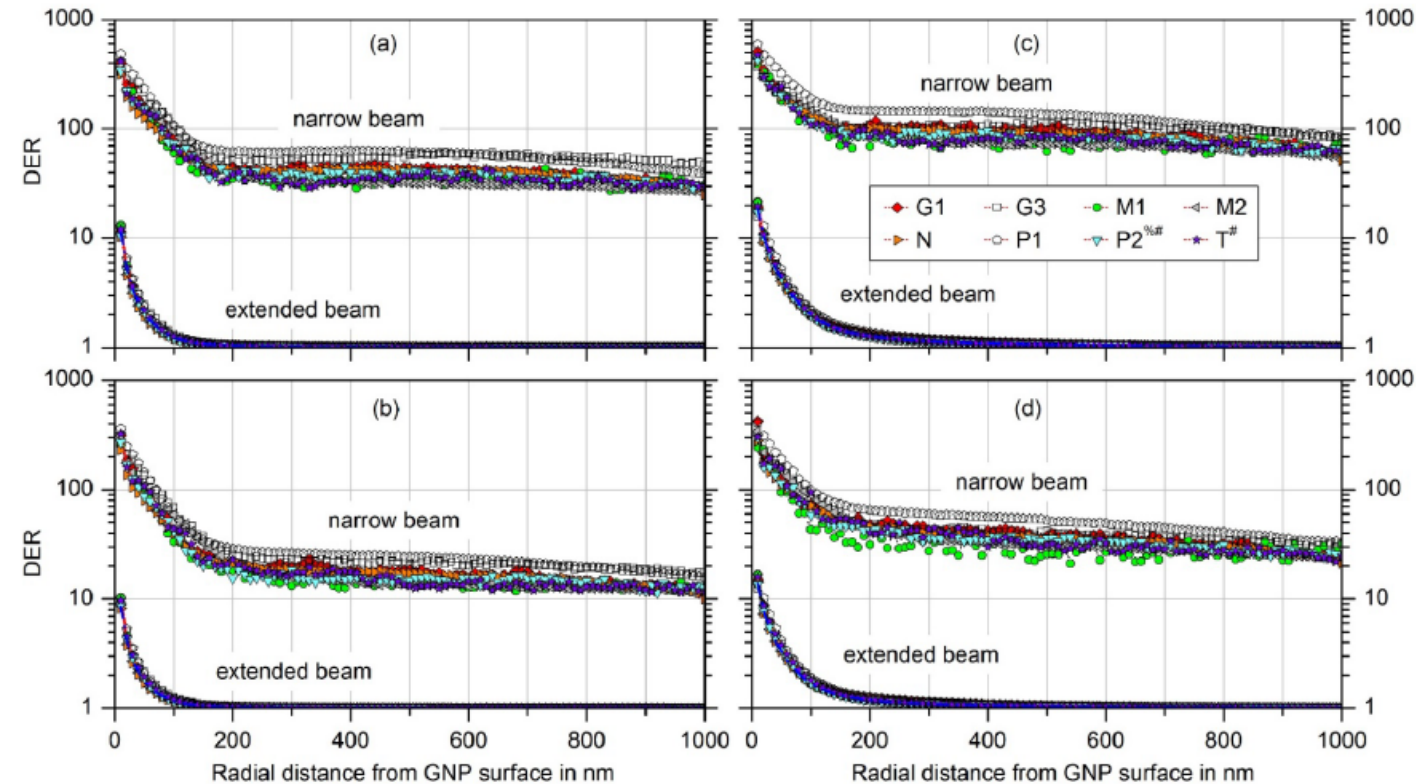 1000
(a)
narrow beam
100
DER
10
extended beam
1
(c)
1000
narrow beam
100
G1 G3 M1 M2
N P1 P2%# T#
10
extended beam
1
1000
(b)
100
narrow beam
DER
10
extended beam
1
0 200 400 600 800 1000
Radial distance from GNP surface in nm
(d)
1000
narrow beam
100
10
extended beam
1
0 200 400 600 800 1000
Radial distance from GNP surface in nm